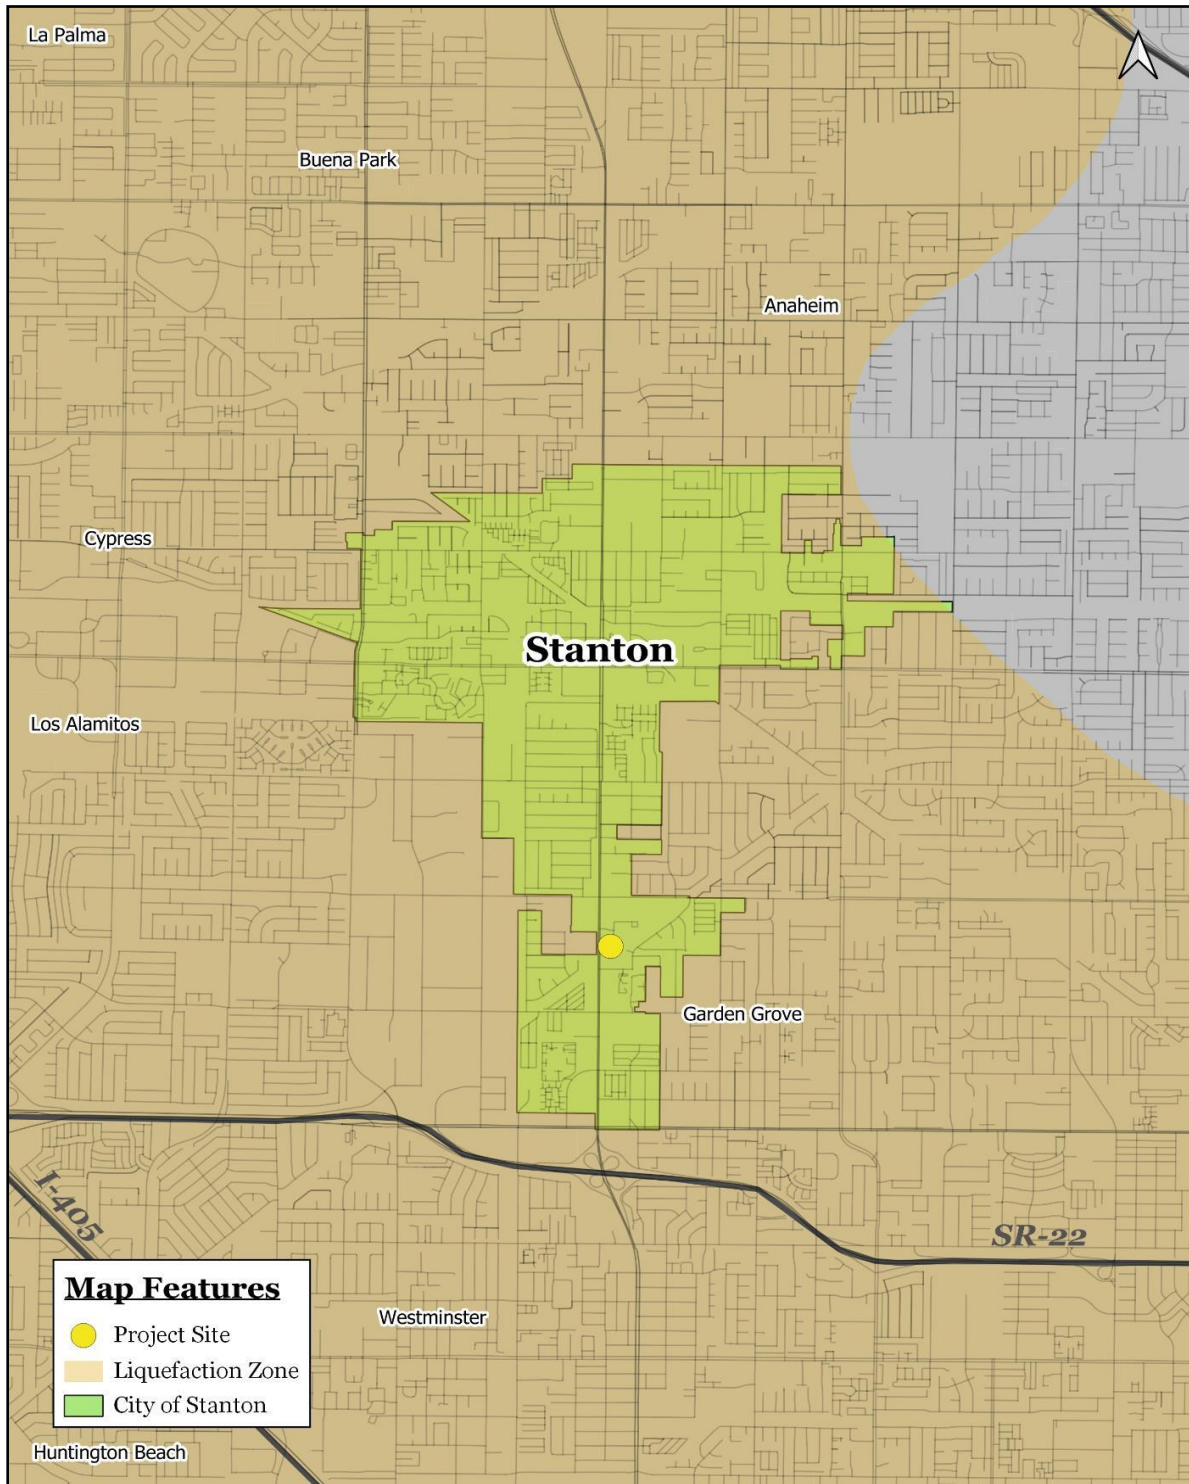 La Palma
Buena Park
Anaheim
Cypress
Stanton
Los Alamitos
Garden Grove
I-405
SR-22
Map Features
Project Site
Liquefaction Zone
City of Stanton
Westminster
Huntington Beach